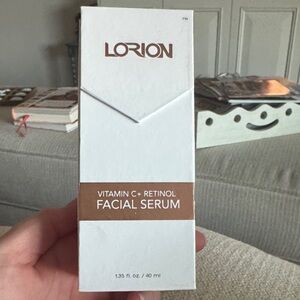 LORION
VITAMIN C+ RETINOL
FACIAL SERUM
1.35 fl. oz. / 40 ml